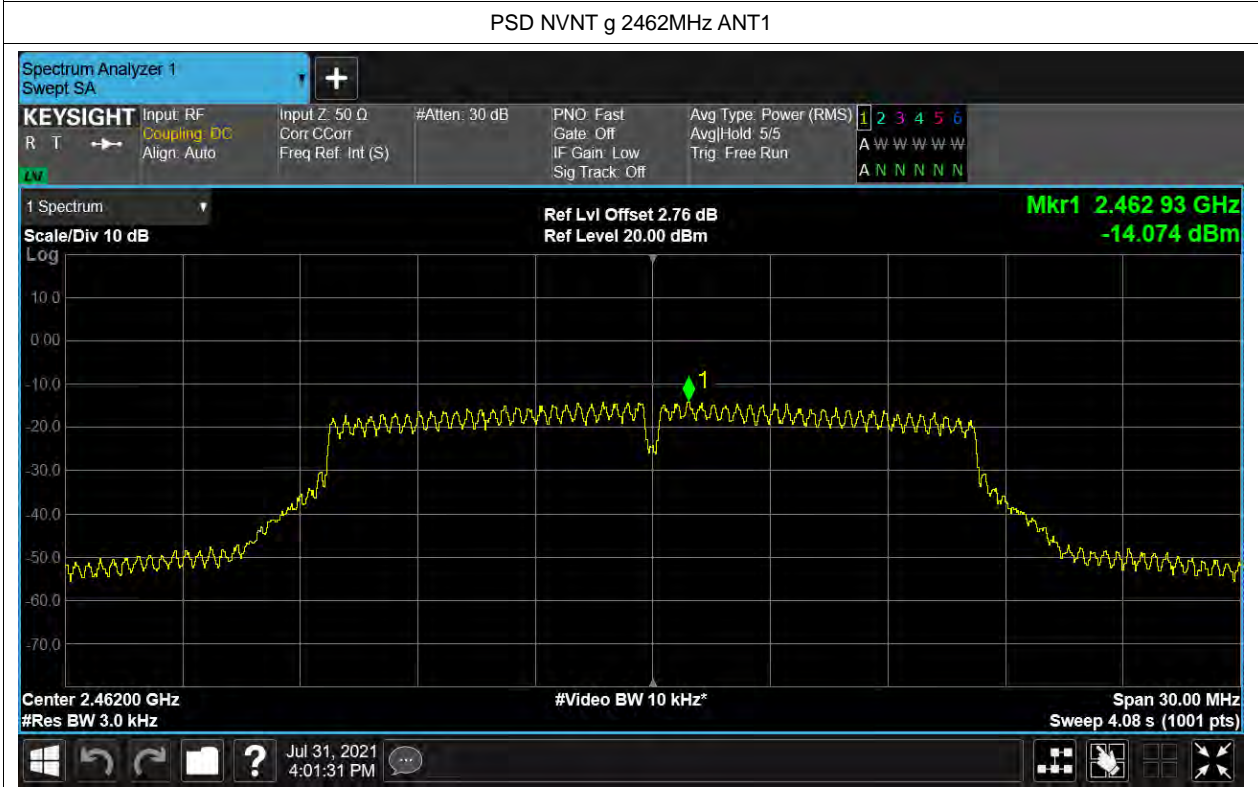 PSD NVNT g 2462MHz ANT1
Spectrum Analyzer 1
Swept SA
+
KEYSIGHT
R T
LXI
Input: RF
Coupling: DC
Align: Auto
Input Z: 50 Ω
Corr CCorr
Freq Ref: Int (S)
#Atten: 30 dB
PNO: Fast
Gate: Off
IF Gain: Low
Sig Track: Off
Avg Type: Power (RMS)
Avg|Hold: 5/5
Trig: Free Run
1 2 3 4 5 6
A W W W W W
A N N N N N
1 Spectrum
Scale/Div 10 dB
Log
Ref Lvl Offset 2.76 dB
Ref Level 20.00 dBm
Mkr1 2.462 93 GHz
-14.074 dBm
10.0
0.00
-10.0
1
-20.0
-30.0
-40.0
-50.0
-60.0
-70.0
Center 2.46200 GHz
#Res BW 3.0 kHz
#Video BW 10 kHz*
Span 30.00 MHz
Sweep 4.08 s (1001 pts)
?
Jul 31, 2021
4:01:31 PM